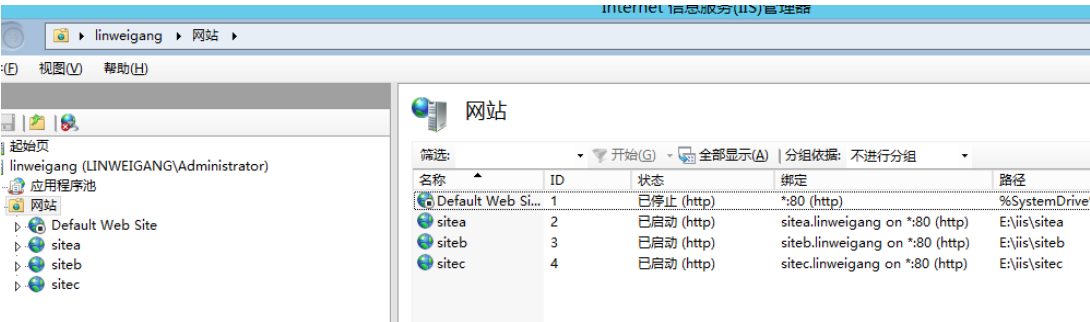 Internet 信息服务(IIS)管理器
linweigang 网站
(F) 视图(V) 帮助(H)
网站
起始页
linweigang (LINWEIGANG\Administrator)
应用程序池
网站
Default Web Site
sitea
siteb
sitec
筛选: 开始(G) 全部显示(A) 分组依据: 不进行分组
名称 ID 状态 绑定 路径
Default Web Si... 1 已停止 (http) *:80 (http) %SystemDrive%
sitea 2 已启动 (http) sitea.linweigang on *:80 (http) E:\iis\sitea
siteb 3 已启动 (http) siteb.linweigang on *:80 (http) E:\iis\siteb
sitec 4 已启动 (http) sitec.linweigang on *:80 (http) E:\iis\sitec